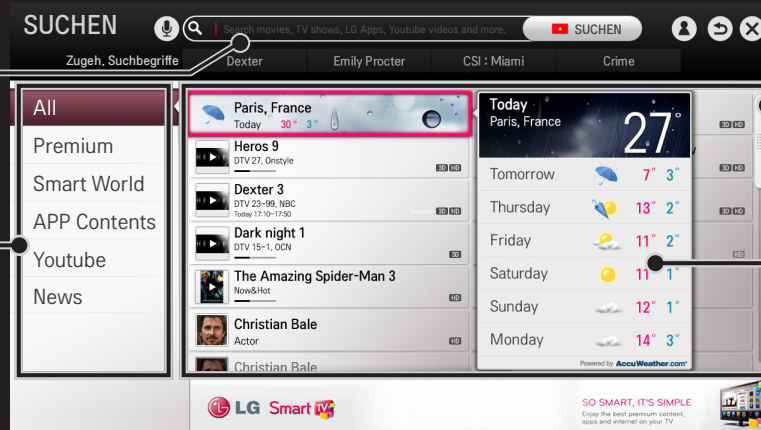 SUCHEN
Search movies, TV shows, LG Apps, Youtube videos and more.
SUCHEN
Zugeh. Suchbegriffe
Dexter
Emily Procter
CSI : Miami
Crime
All
Premium
Smart World
APP Contents
Youtube
News
Paris, France
Today 30° 3°
Heros 9
DTV 27, Onstyle
3D HD
Dexter 3
DTV 23-99, NBC
Today 17:10~17:50
3D HD
Dark night 1
DTV 15-1, OCN
3D
The Amazing Spider-Man 3
Now&Hot
HD
Christian Bale
Actor
HD
Christian Bale
Today
Paris, France
27°
Tomorrow 7° 3°
Thursday 13° 2°
Friday 11° 2°
Saturday 11° 1°
Sunday 12° 1°
Monday 14° 3°
Powered by AccuWeather.com®
3D HD
3D HD
3D HD
HD
LG Smart TV
SO SMART, IT'S SIMPLE
Enjoy the best premium content,
apps and internet on your TV